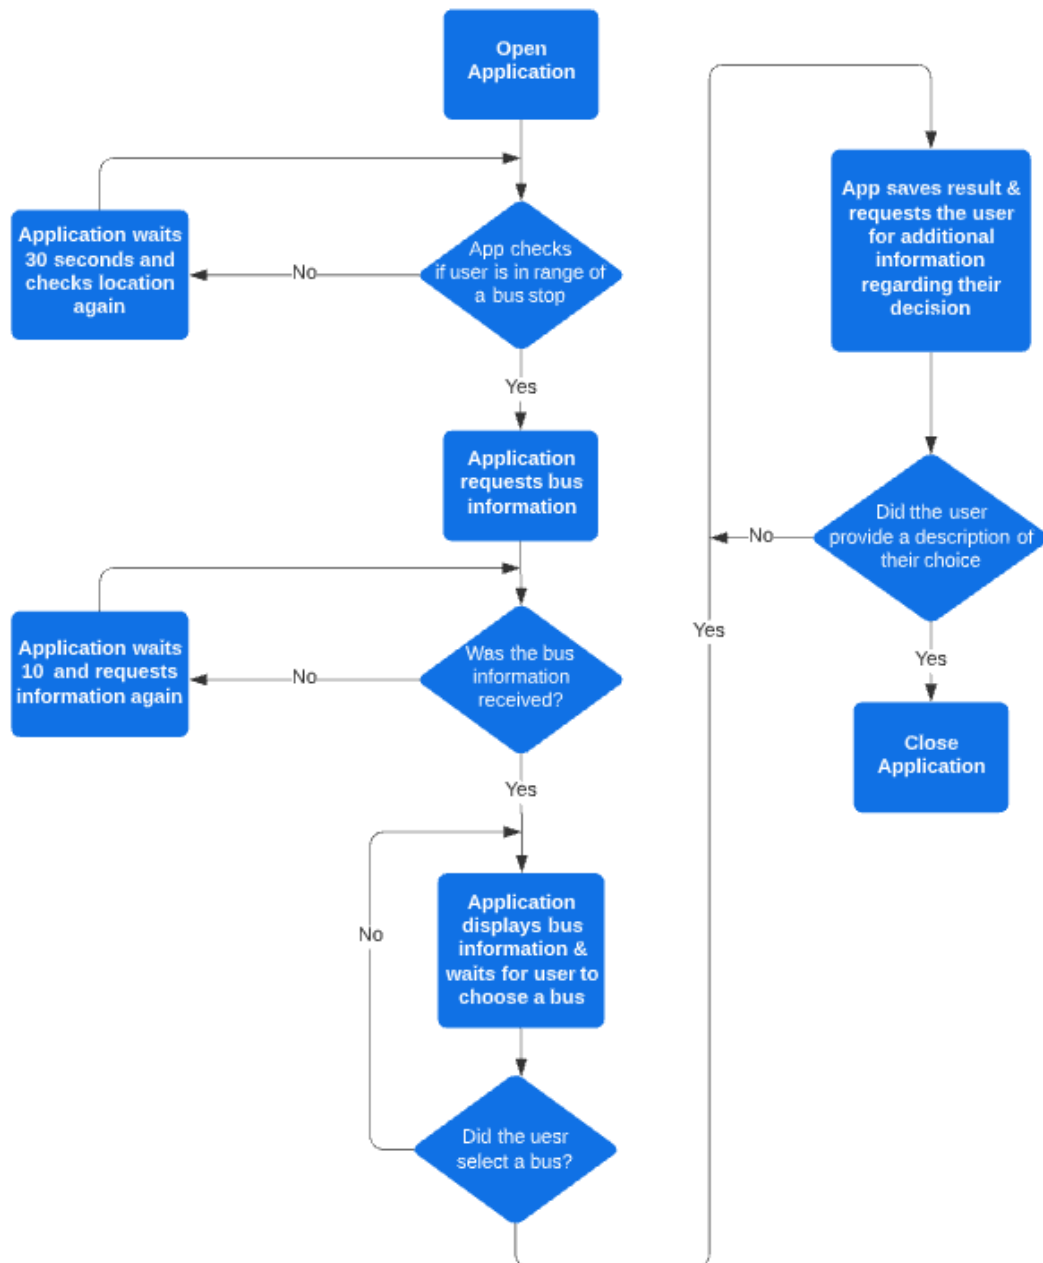 Open
Application
App checks
if user is in range of
a bus stop
No
Application waits
30 seconds and
checks location
again
Yes
Application
requests bus
information
Was the bus
information
received?
No
Application waits
10 and requests
information again
Yes
Application
displays bus
information &
waits for user to
choose a bus
Did the uesr
select a bus?
No
Yes
App saves result &
requests the user
for additional
information
regarding their
decision
Did tthe user
provide a description of
their choice
No
Yes
Close
Application